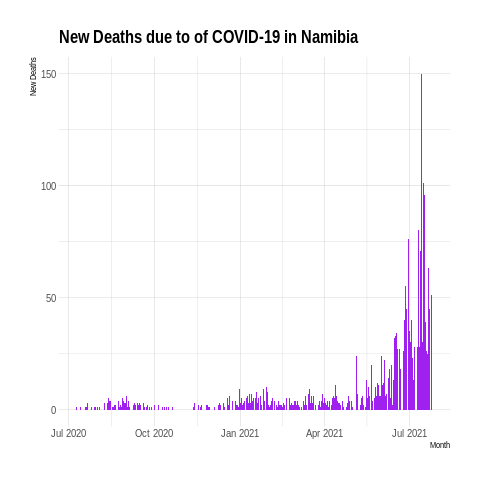 New Deaths due to of COVID-19 in Namibia
New Deaths
150
100
50
0
Jul 2020 Oct 2020 Jan 2021 Apr 2021 Jul 2021
Month